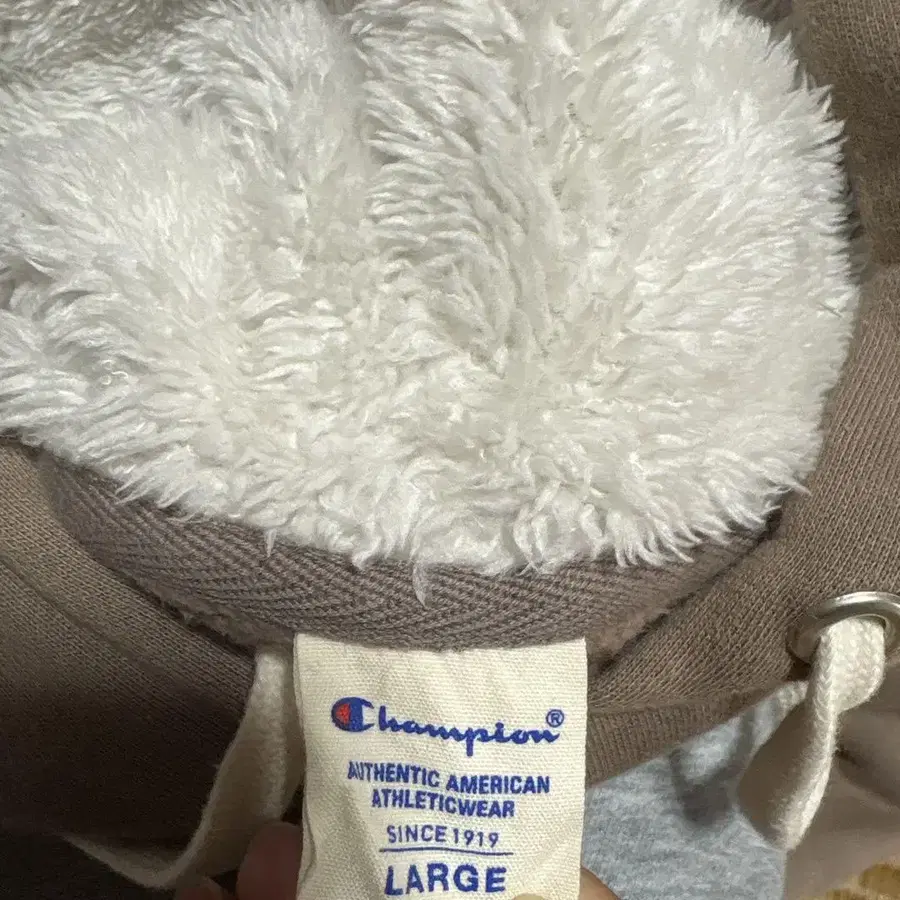 Champion®
AUTHENTIC AMERICAN
ATHLETICWEAR
SINCE 1919
LARGE